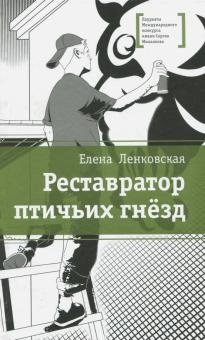 Лауреаты
Международного
конкурса
имени Сергея
Михалкова
Елена Ленковская
Реставратор
птичьих гнёзд